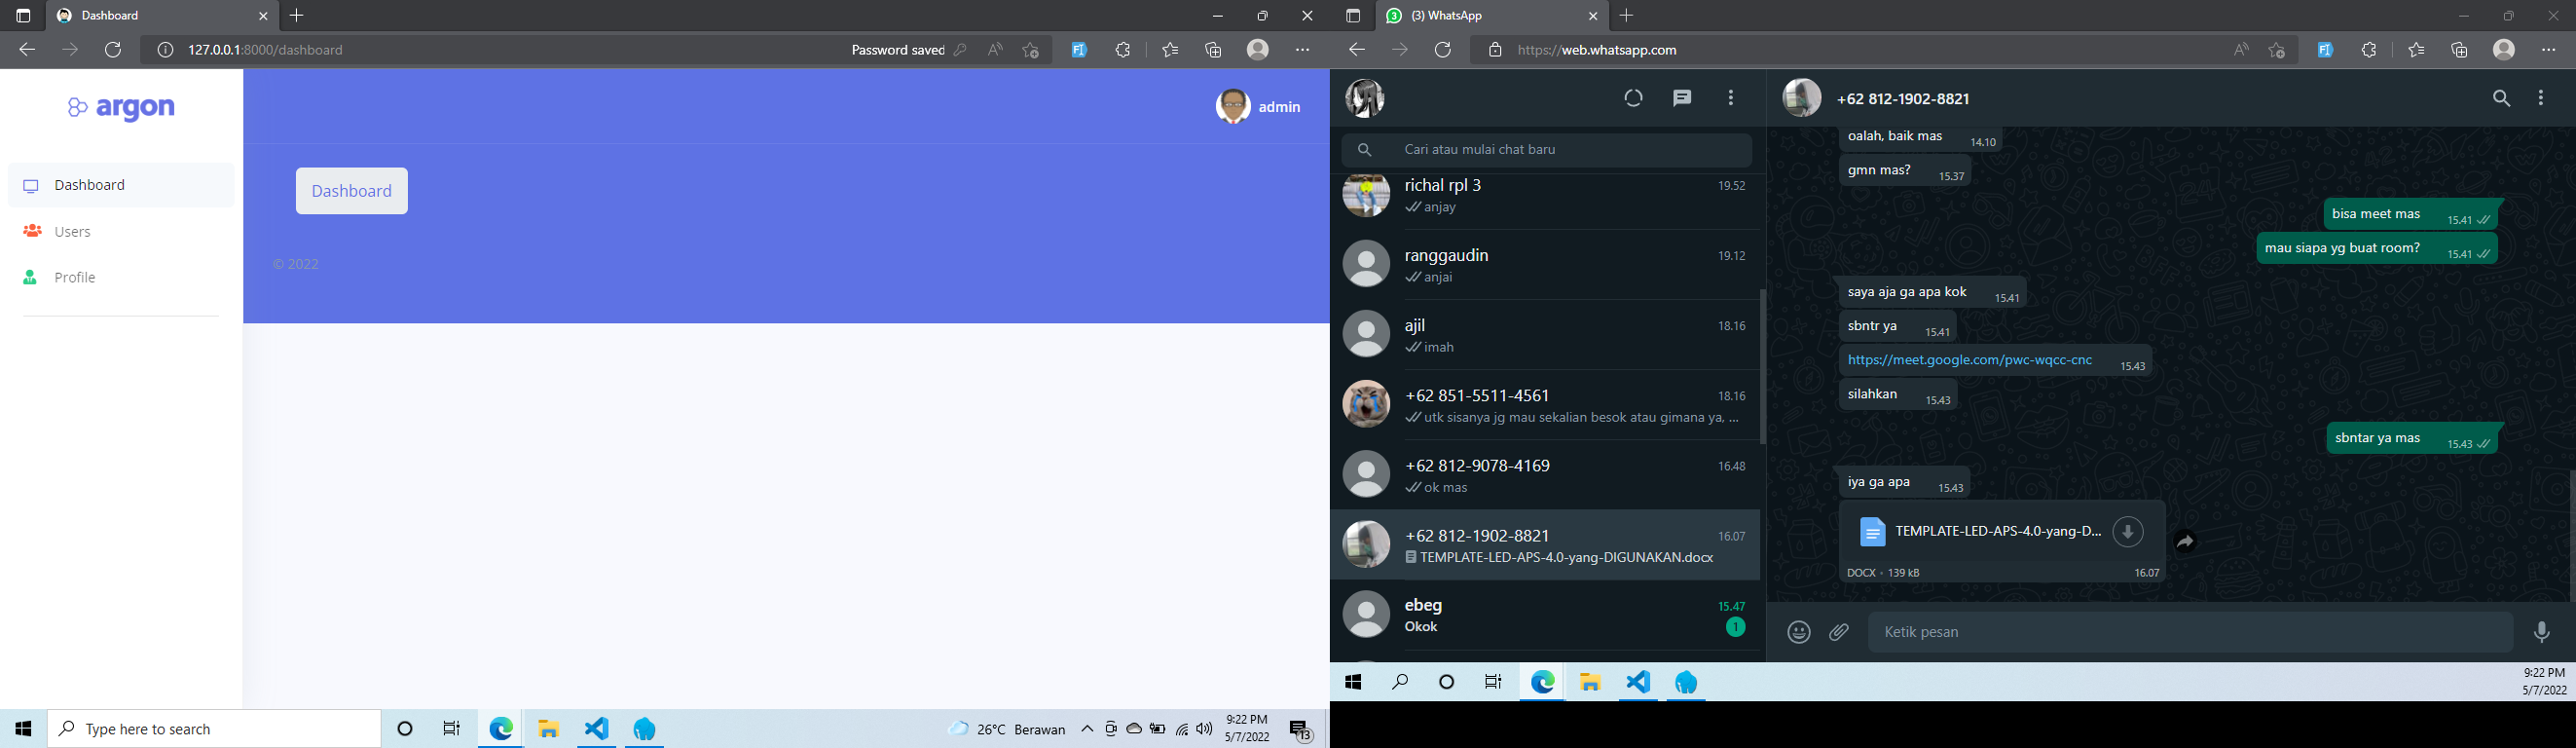 Dashboard
127.0.0.1:8000/dashboard
Password saved
argon
admin
Dashboard
Users
Profile
Dashboard
© 2022
Type here to search
26°C Berawan
9:22 PM
5/7/2022
13
(3) WhatsApp
https://web.whatsapp.com
Cari atau mulai chat baru
richal rpl 3
19.52
anjay
ranggaudin
19.12
anjai
ajil
18.16
imah
+62 851-5511-4561
18.16
utk sisanya jg mau sekalian besok atau gimana ya, ...
+62 812-9078-4169
16.48
ok mas
+62 812-1902-8821
16.07
TEMPLATE-LED-APS-4.0-yang-DIGUNAKAN.docx
ebeg
15.47
Okok
1
+62 812-1902-8821
oalah, baik mas 14.10
gmn mas? 15.37
bisa meet mas 15.41
mau siapa yg buat room? 15.41
saya aja ga apa kok 15.41
sbntr ya 15.41
https://meet.google.com/pwc-wqcc-cnc 15.43
silahkan 15.43
sbntar ya mas 15.43
iya ga apa 15.43
TEMPLATE-LED-APS-4.0-yang-D...
DOCX • 139 kB 16.07
Ketik pesan
9:22 PM
5/7/2022